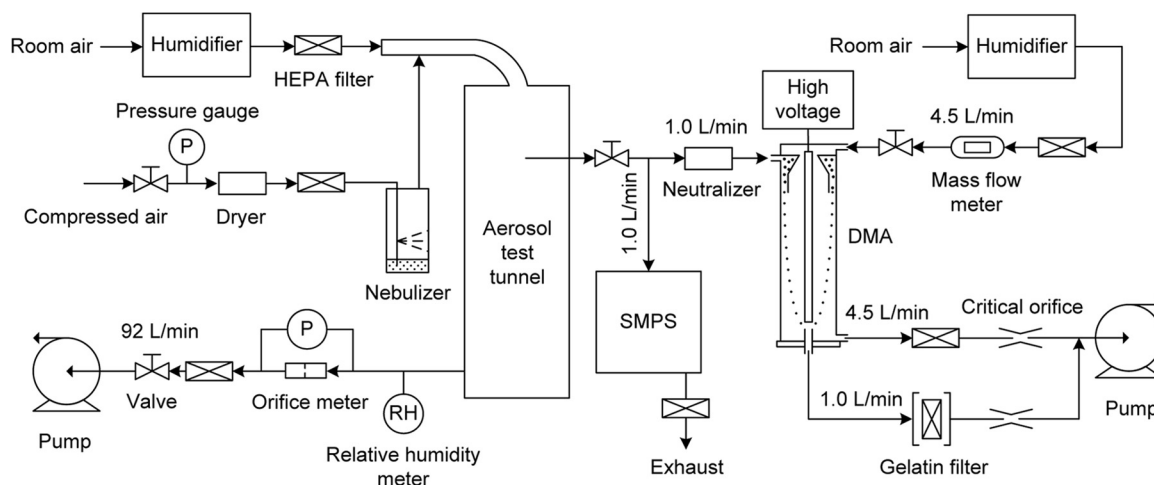 Room air
Humidifier
HEPA filter
Pressure gauge
P
Compressed air
Dryer
Nebulizer
Aerosol
test
tunnel
92 L/min
P
Pump
Valve
Orifice meter
RH
Relative humidity
meter
1.0 L/min
Neutralizer
1.0 L/min
SMPS
Exhaust
High
voltage
DMA
Room air
Humidifier
4.5 L/min
Mass flow
meter
4.5 L/min
Critical orifice
1.0 L/min
Gelatin filter
Pump